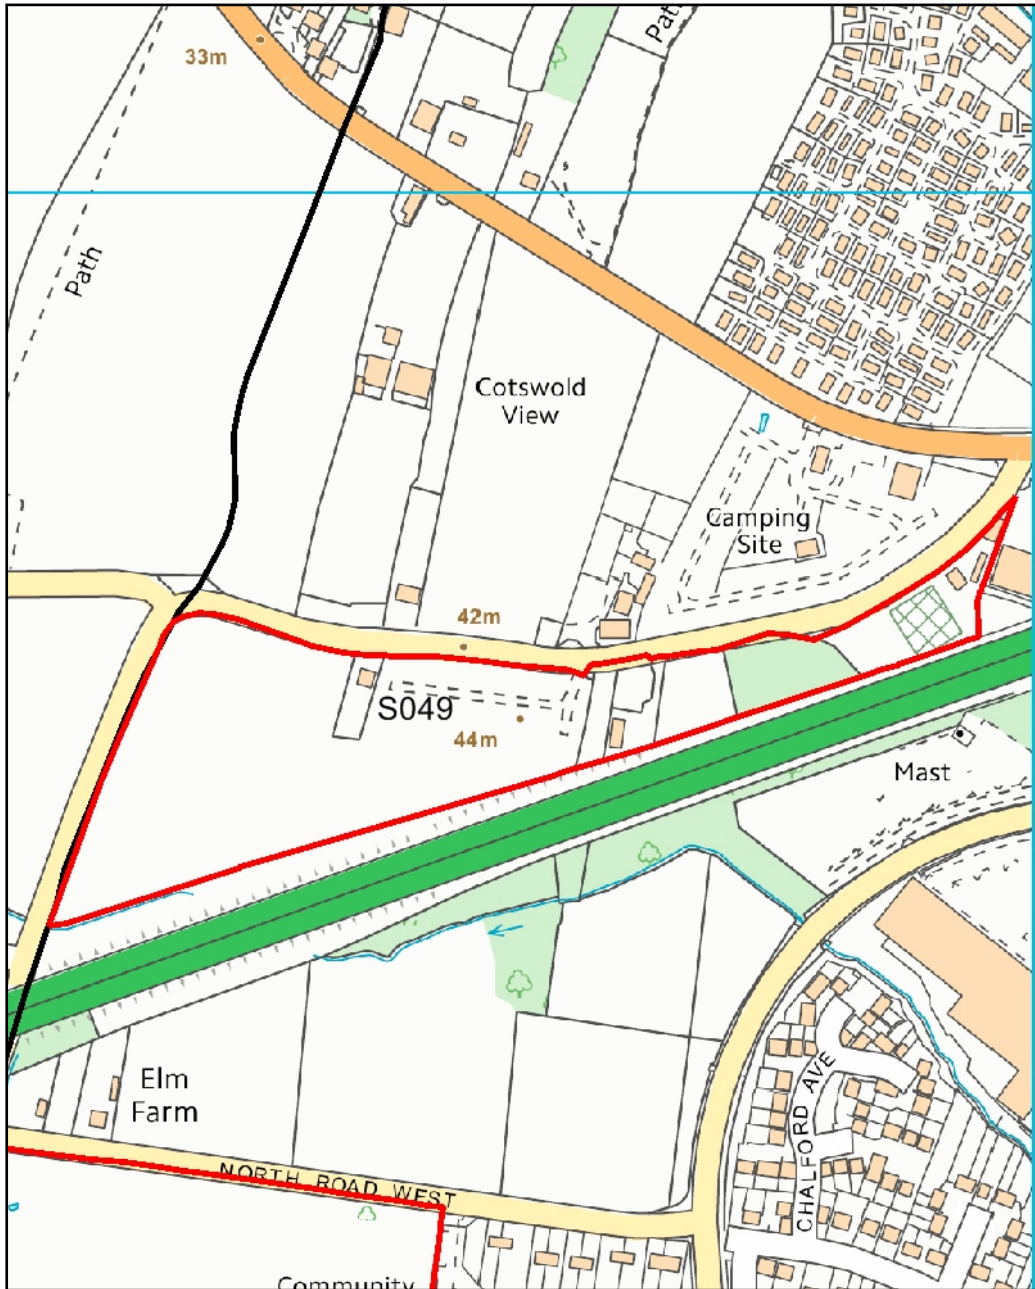 Path
33m
Path
Cotswold
View
Camping
Site
42m
S049
44m
Mast
Elm
Farm
CHALFORD AVE
NORTH ROAD WEST
Community